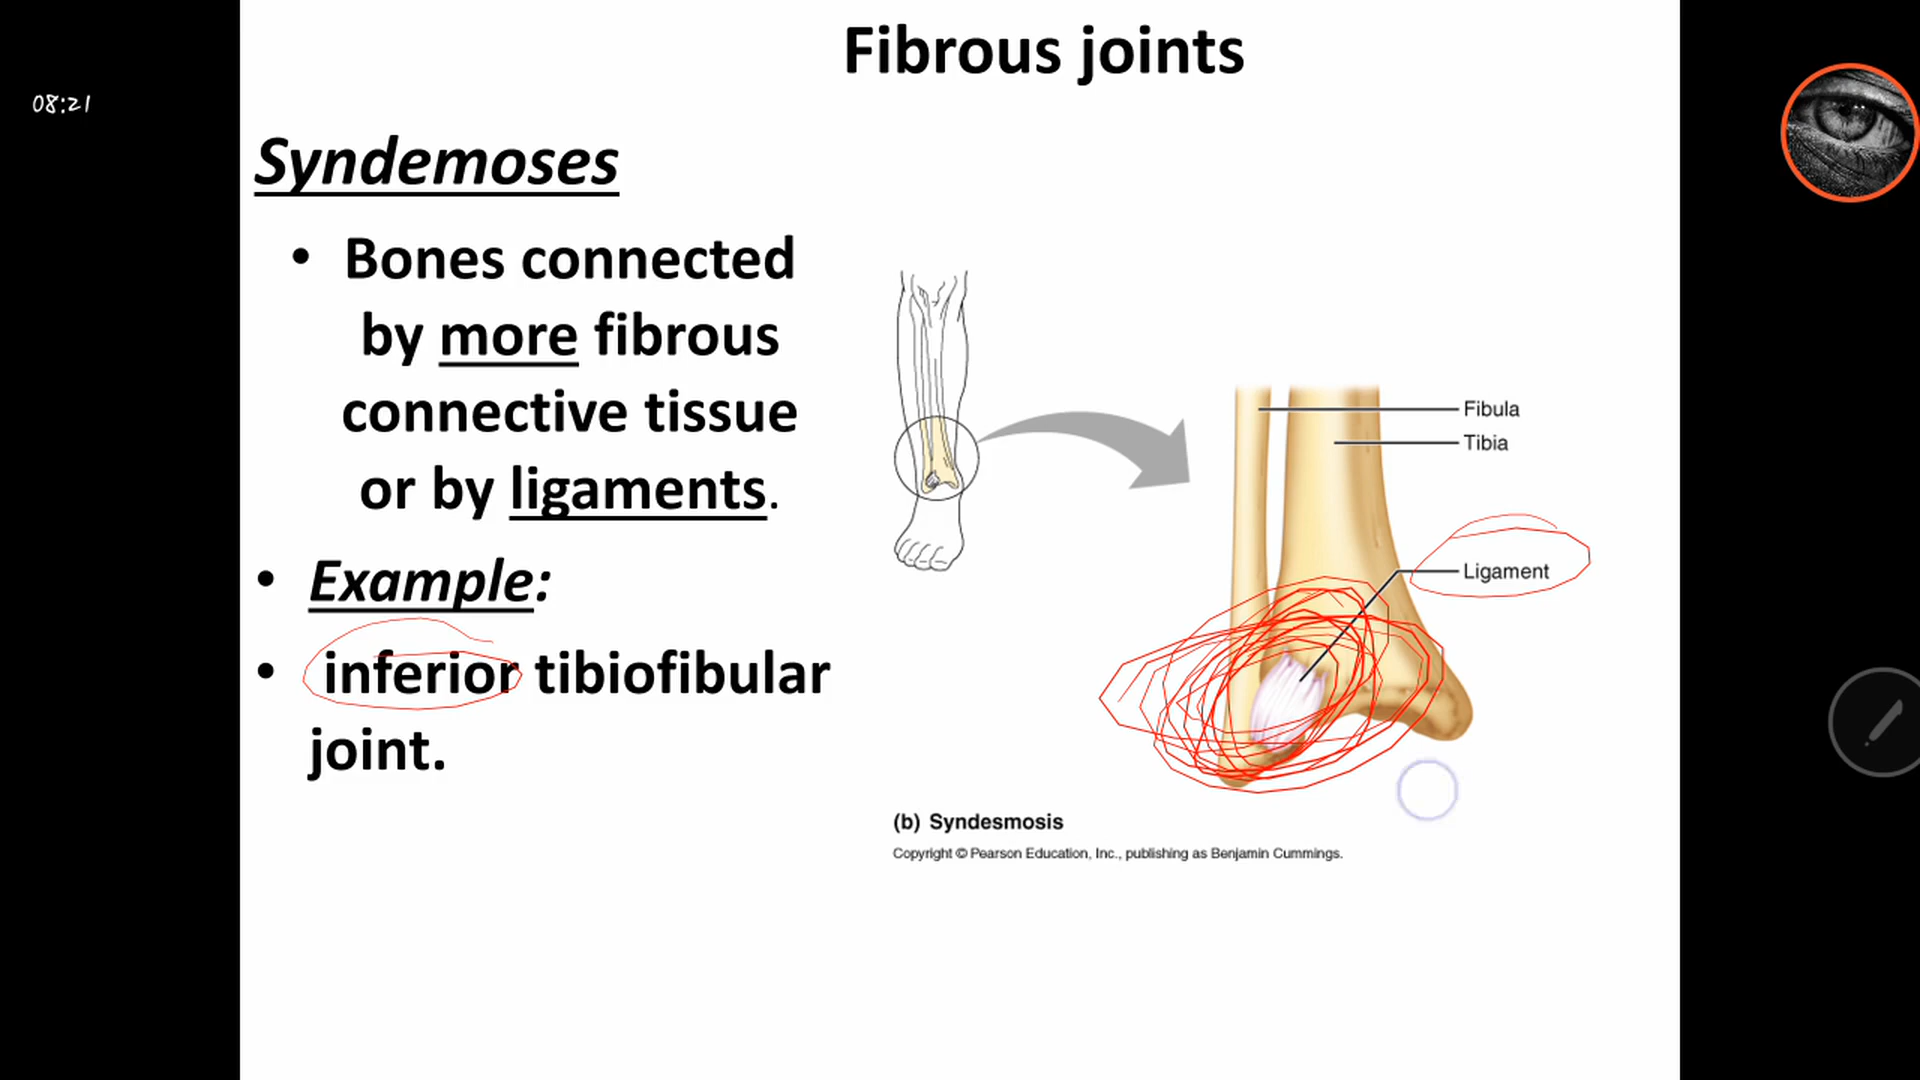 Fibrous joints
08:21
Syndemoses
• Bones connected
by more fibrous
connective tissue
or by ligaments.
• Example:
• inferior tibiofibular
joint.
Fibula
Tibia
Ligament
(b) Syndesmosis
Copyright © Pearson Education, Inc., publishing as Benjamin Cummings.